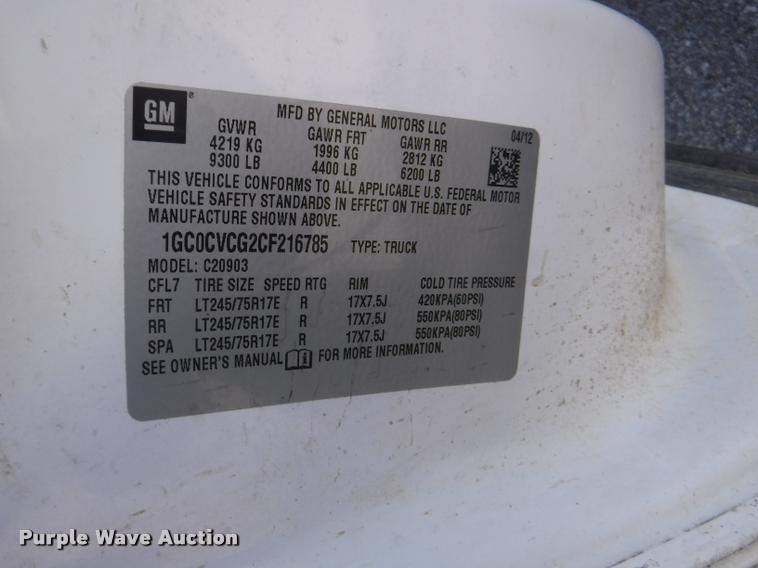 GM ®
MFD BY GENERAL MOTORS LLC 04/12
GVWR GAWR FRT GAWR RR
4219 KG 1996 KG 2812 KG
9300 LB 4400 LB 6200 LB
THIS VEHICLE CONFORMS TO ALL APPLICABLE U.S. FEDERAL MOTOR
VEHICLE SAFETY STANDARDS IN EFFECT ON THE DATE OF
MANUFACTURE SHOWN ABOVE.
1GC0CVCG2CF216785 TYPE: TRUCK
MODEL: C20903
CFL7 TIRE SIZE SPEED RTG RIM COLD TIRE PRESSURE
FRT LT245/75R17E R 17X7.5J 420KPA(60PSI)
RR LT245/75R17E R 17X7.5J 550KPA(80PSI)
SPA LT245/75R17E R 17X7.5J 550KPA(80PSI)
SEE OWNER'S MANUAL i FOR MORE INFORMATION.
Purple Wave Auction